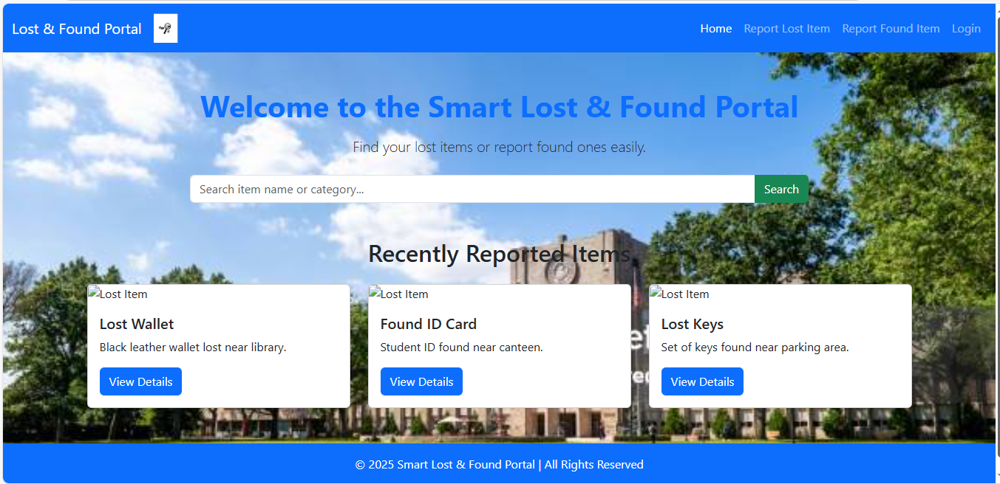 Lost & Found Portal
Home Report Lost Item Report Found Item Login
Welcome to the Smart Lost & Found Portal
Find your lost items or report found ones easily.
Search item name or category... Search
Recently Reported Items
Lost Item
Lost Wallet
Black leather wallet lost near library.
View Details
Lost Item
Found ID Card
Student ID found near canteen.
View Details
Lost Item
Lost Keys
Set of keys found near parking area.
View Details
© 2025 Smart Lost & Found Portal | All Rights Reserved